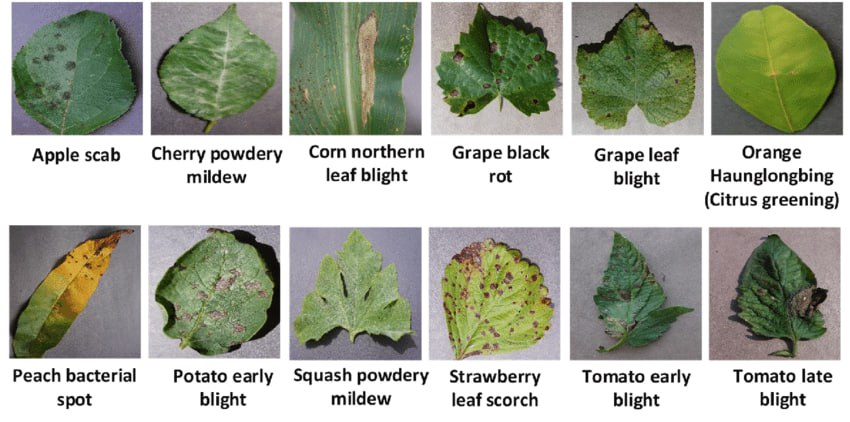 Apple scab
Cherry powdery
mildew
Corn northern
leaf blight
Grape black
rot
Grape leaf
blight
Orange
Haunglongbing
(Citrus greening)
Peach bacterial
spot
Potato early
blight
Squash powdery
mildew
Strawberry
leaf scorch
Tomato early
blight
Tomato late
blight